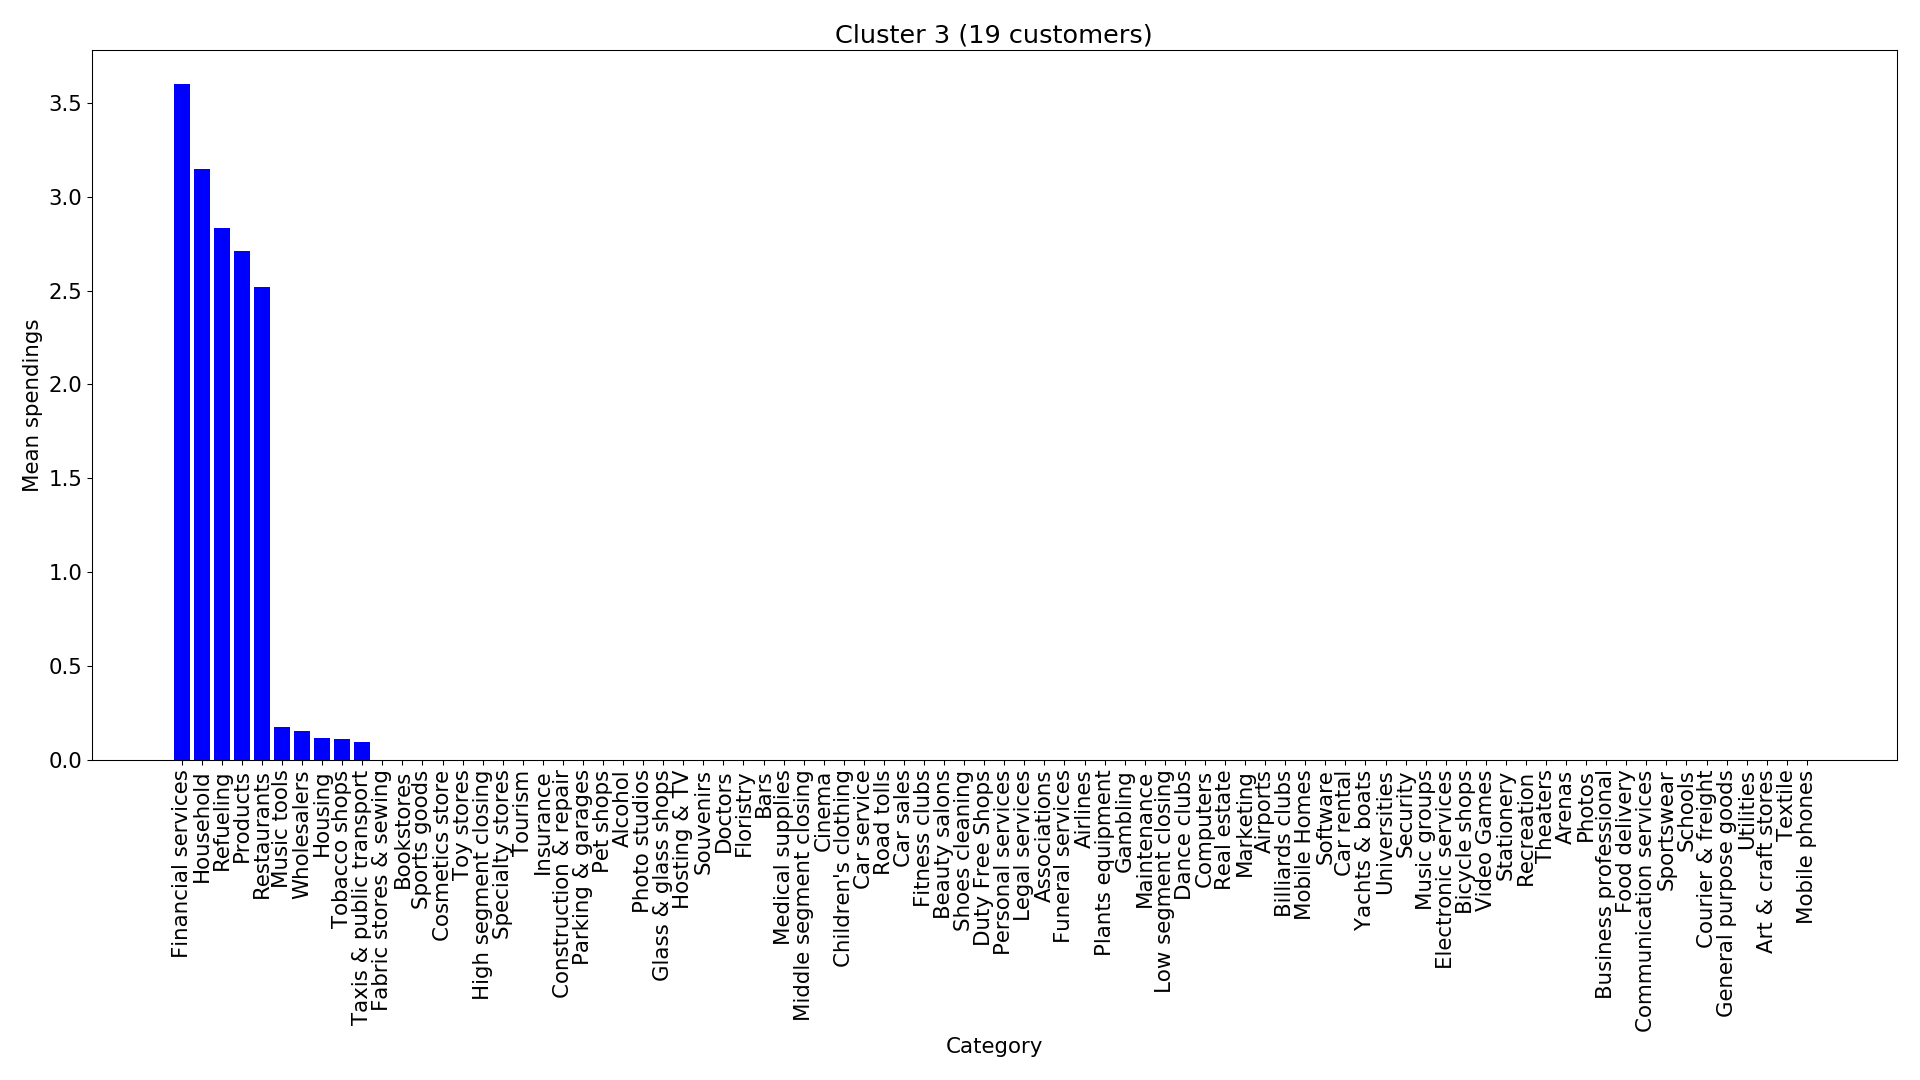 Cluster 3 (19 customers)
3.5
3.0
2.5
2.0
1.5
1.0
0.5
0.0
Mean spendings
Financial services
Household
Refueling
Products
Restaurants
Music tools
Wholesalers
Housing
Tobacco shops
Taxis & public transport
Fabric stores & sewing
Bookstores
Sports goods
Cosmetics store
Toy stores
High segment closing
Specialty stores
Tourism
Insurance
Construction & repair
Parking & garages
Pet shops
Alcohol
Photo studios
Glass & glass shops
Hosting & TV
Souvenirs
Doctors
Floristry
Bars
Medical supplies
Middle segment closing
Cinema
Children's clothing
Car service
Road tolls
Car sales
Fitness clubs
Beauty salons
Shoes cleaning
Duty Free Shops
Personal services
Legal services
Associations
Funeral services
Airlines
Plants equipment
Gambling
Maintenance
Low segment closing
Dance clubs
Computers
Real estate
Marketing
Airports
Billiards clubs
Mobile Homes
Software
Car rental
Yachts & boats
Universities
Security
Music groups
Electronic services
Bicycle shops
Video Games
Stationery
Recreation
Theaters
Arenas
Photos
Business professional
Food delivery
Communication services
Sportswear
Schools
Courier & freight
General purpose goods
Utilities
Art & craft stores
Textile
Mobile phones
Category